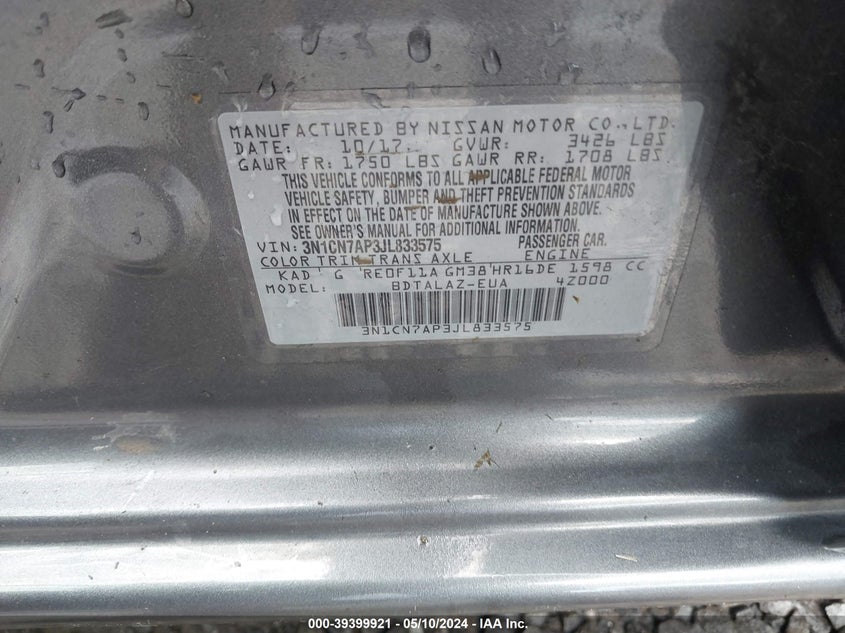 MANUFACTURED BY NISSAN MOTOR CO., LTD.
DATE: 10/17 GVWR: 3426 LBS
GAWR FR: 1750 LBS GAWR RR: 1708 LBS
THIS VEHICLE CONFORMS TO ALL APPLICABLE FEDERAL MOTOR
VEHICLE SAFETY, BUMPER AND THEFT PREVENTION STANDARDS
IN EFFECT ON THE DATE OF MANUFACTURE SHOWN ABOVE.
SEE OWNER'S MANUAL FOR ADDITIONAL INFORMATION.
VIN: 3N1CN7AP3JL833575 PASSENGER CAR.
COLOR TRIM TRANS AXLE ENGINE
KAD G RE0F11A GM38 HR16DE 1598 CC
MODEL: BDTALAZ-EUA 4Z000
3N1CN7AP3JL833575
000-39399921 - 05/10/2024 - IAA Inc.